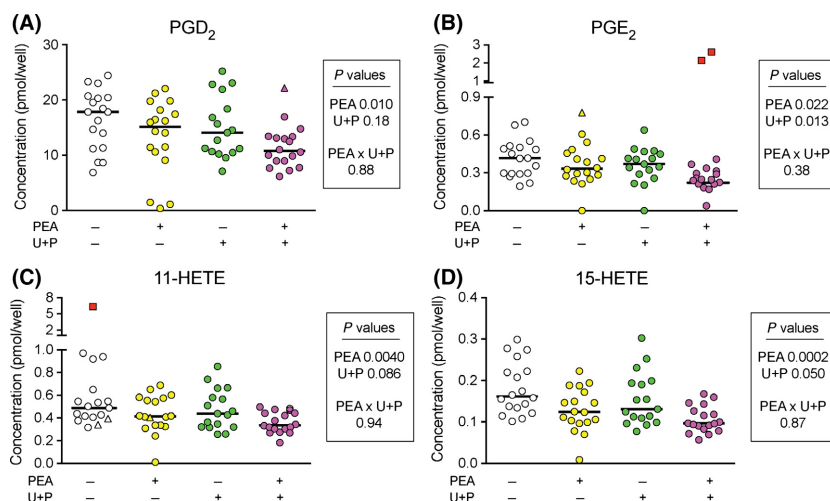 (A)
PGD2
Concentration (pmol/well)
30
20
10
0
P values
PEA 0.010
U+P 0.18
PEA x U+P
0.88
PEA – + – +
U+P – – + +
(B)
PGE2
Concentration (pmol/well)
3
2
1
0.9
0.6
0.3
0.0
P values
PEA 0.022
U+P 0.013
PEA x U+P
0.38
PEA – + – +
U+P – – + +
(C)
11-HETE
Concentration (pmol/well)
8
5
2
1.0
0.8
0.6
0.4
0.2
0.0
P values
PEA 0.0040
U+P 0.086
PEA x U+P
0.94
PEA – + – +
U+P – – + +
(D)
15-HETE
Concentration (pmol/well)
0.4
0.3
0.2
0.1
0.0
P values
PEA 0.0002
U+P 0.050
PEA x U+P
0.87
PEA – + – +
U+P – – + +